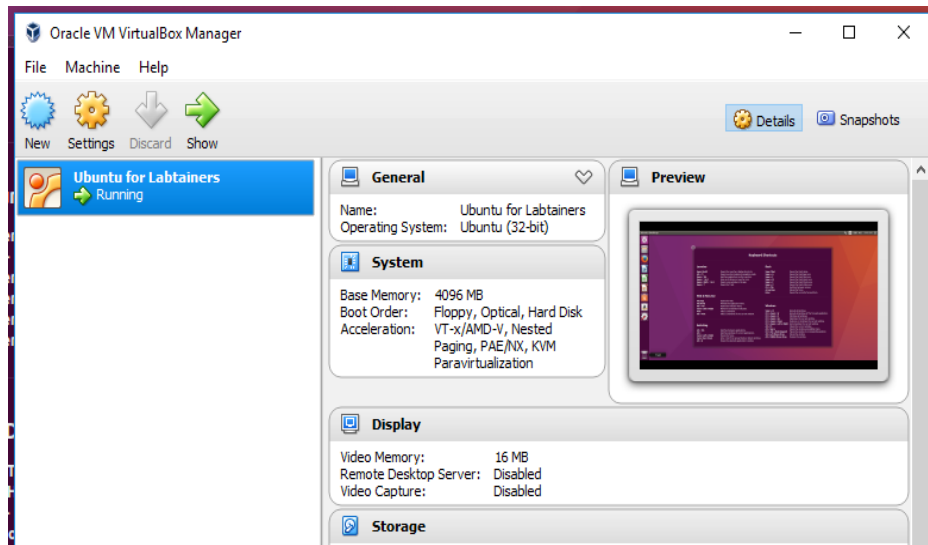 Oracle VM VirtualBox Manager
File Machine Help
New Settings Discard Show
Details Snapshots
Ubuntu for Labtainers
Running
General
Name: Ubuntu for Labtainers
Operating System: Ubuntu (32-bit)
System
Base Memory: 4096 MB
Boot Order: Floppy, Optical, Hard Disk
Acceleration: VT-x/AMD-V, Nested
Paging, PAE/NX, KVM
Paravirtualization
Preview
Keyboard Shortcuts
Display
Video Memory: 16 MB
Remote Desktop Server: Disabled
Video Capture: Disabled
Storage